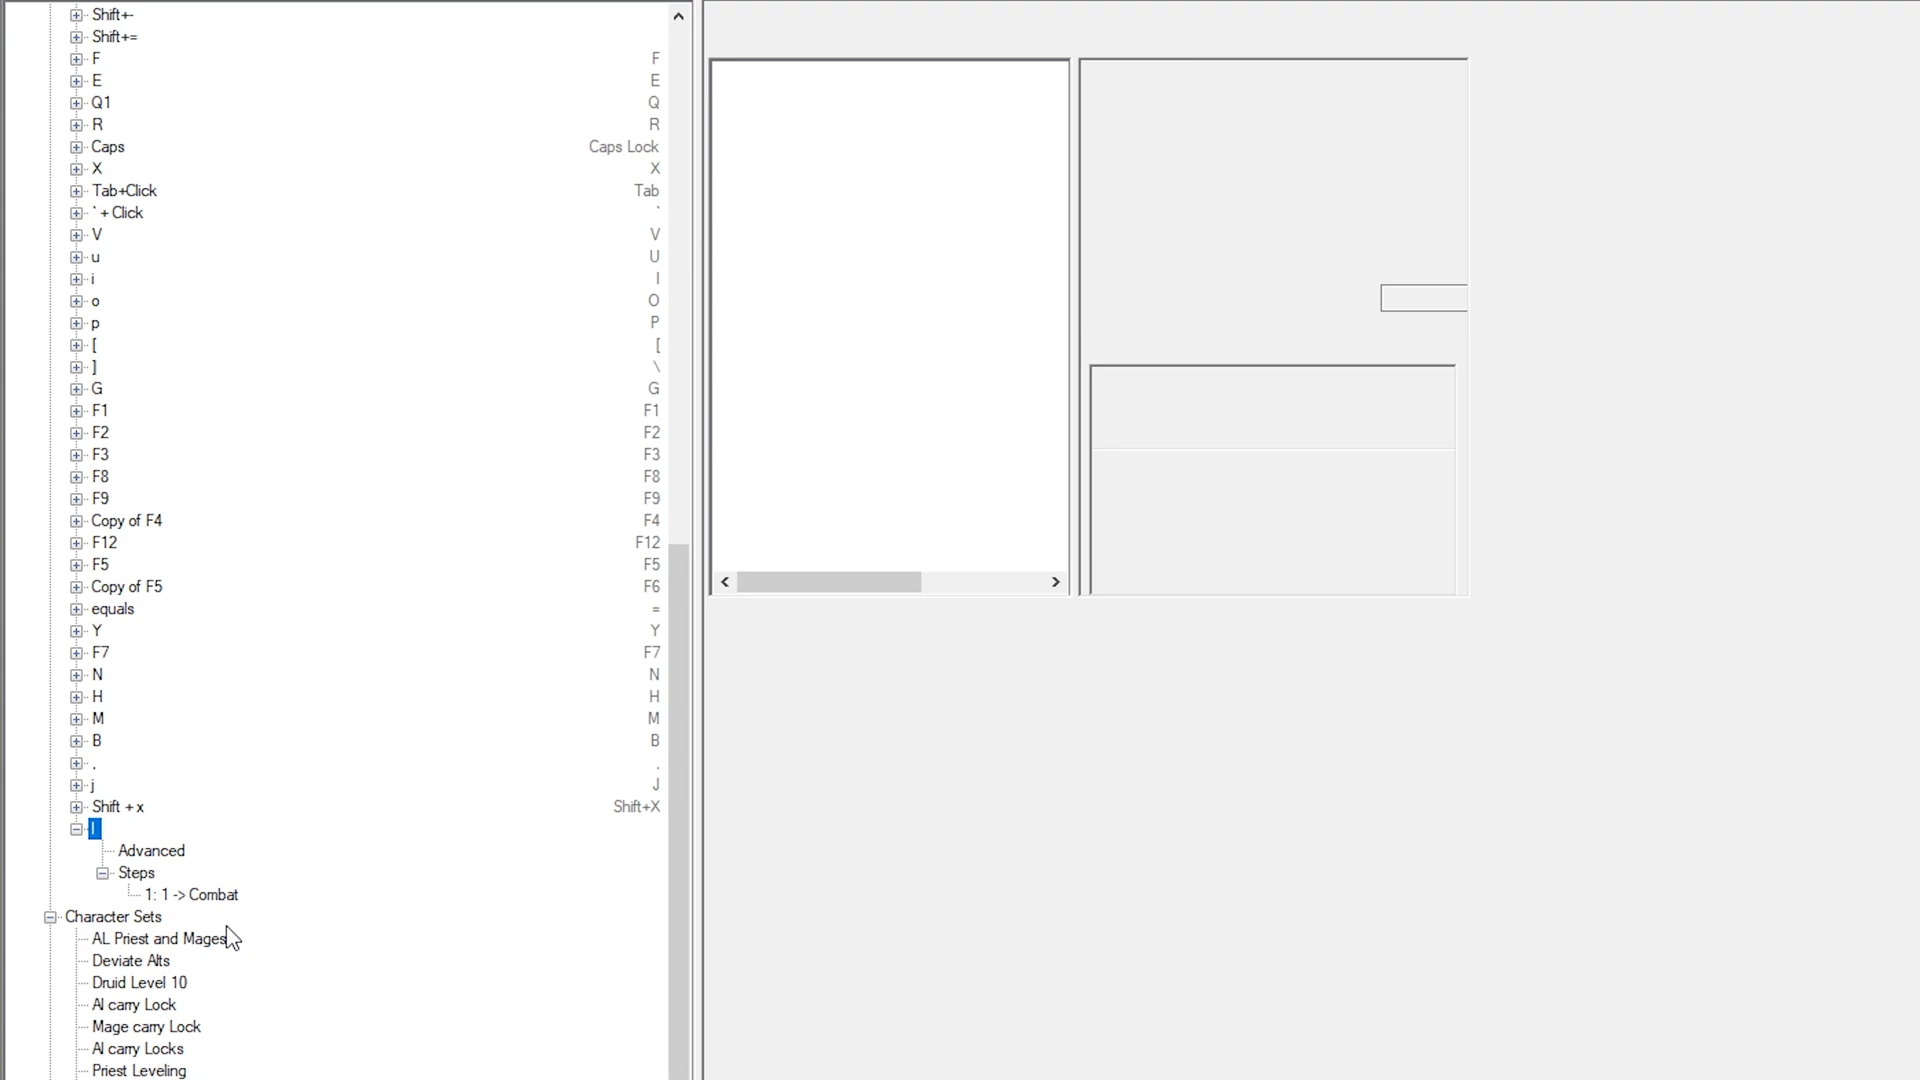 Shift+-
Shift+=
F F
E E
Q1 Q
R R
Caps Caps Lock
X X
Tab+Click Tab
` + Click `
V V
u U
i I
o O
p P
[ [
] \
G G
F1 F1
F2 F2
F3 F3
F8 F8
F9 F9
Copy of F4 F4
F12 F12
F5 F5
Copy of F5 F6
equals =
Y Y
F7 F7
N N
H H
M M
B B
, ,
j J
Shift + x Shift+X
l
Advanced
Steps
1: 1 -> Combat
Character Sets
AL Priest and Mages
Deviate Alts
Druid Level 10
Al carry Lock
Mage carry Lock
Al carry Locks
Priest Leveling